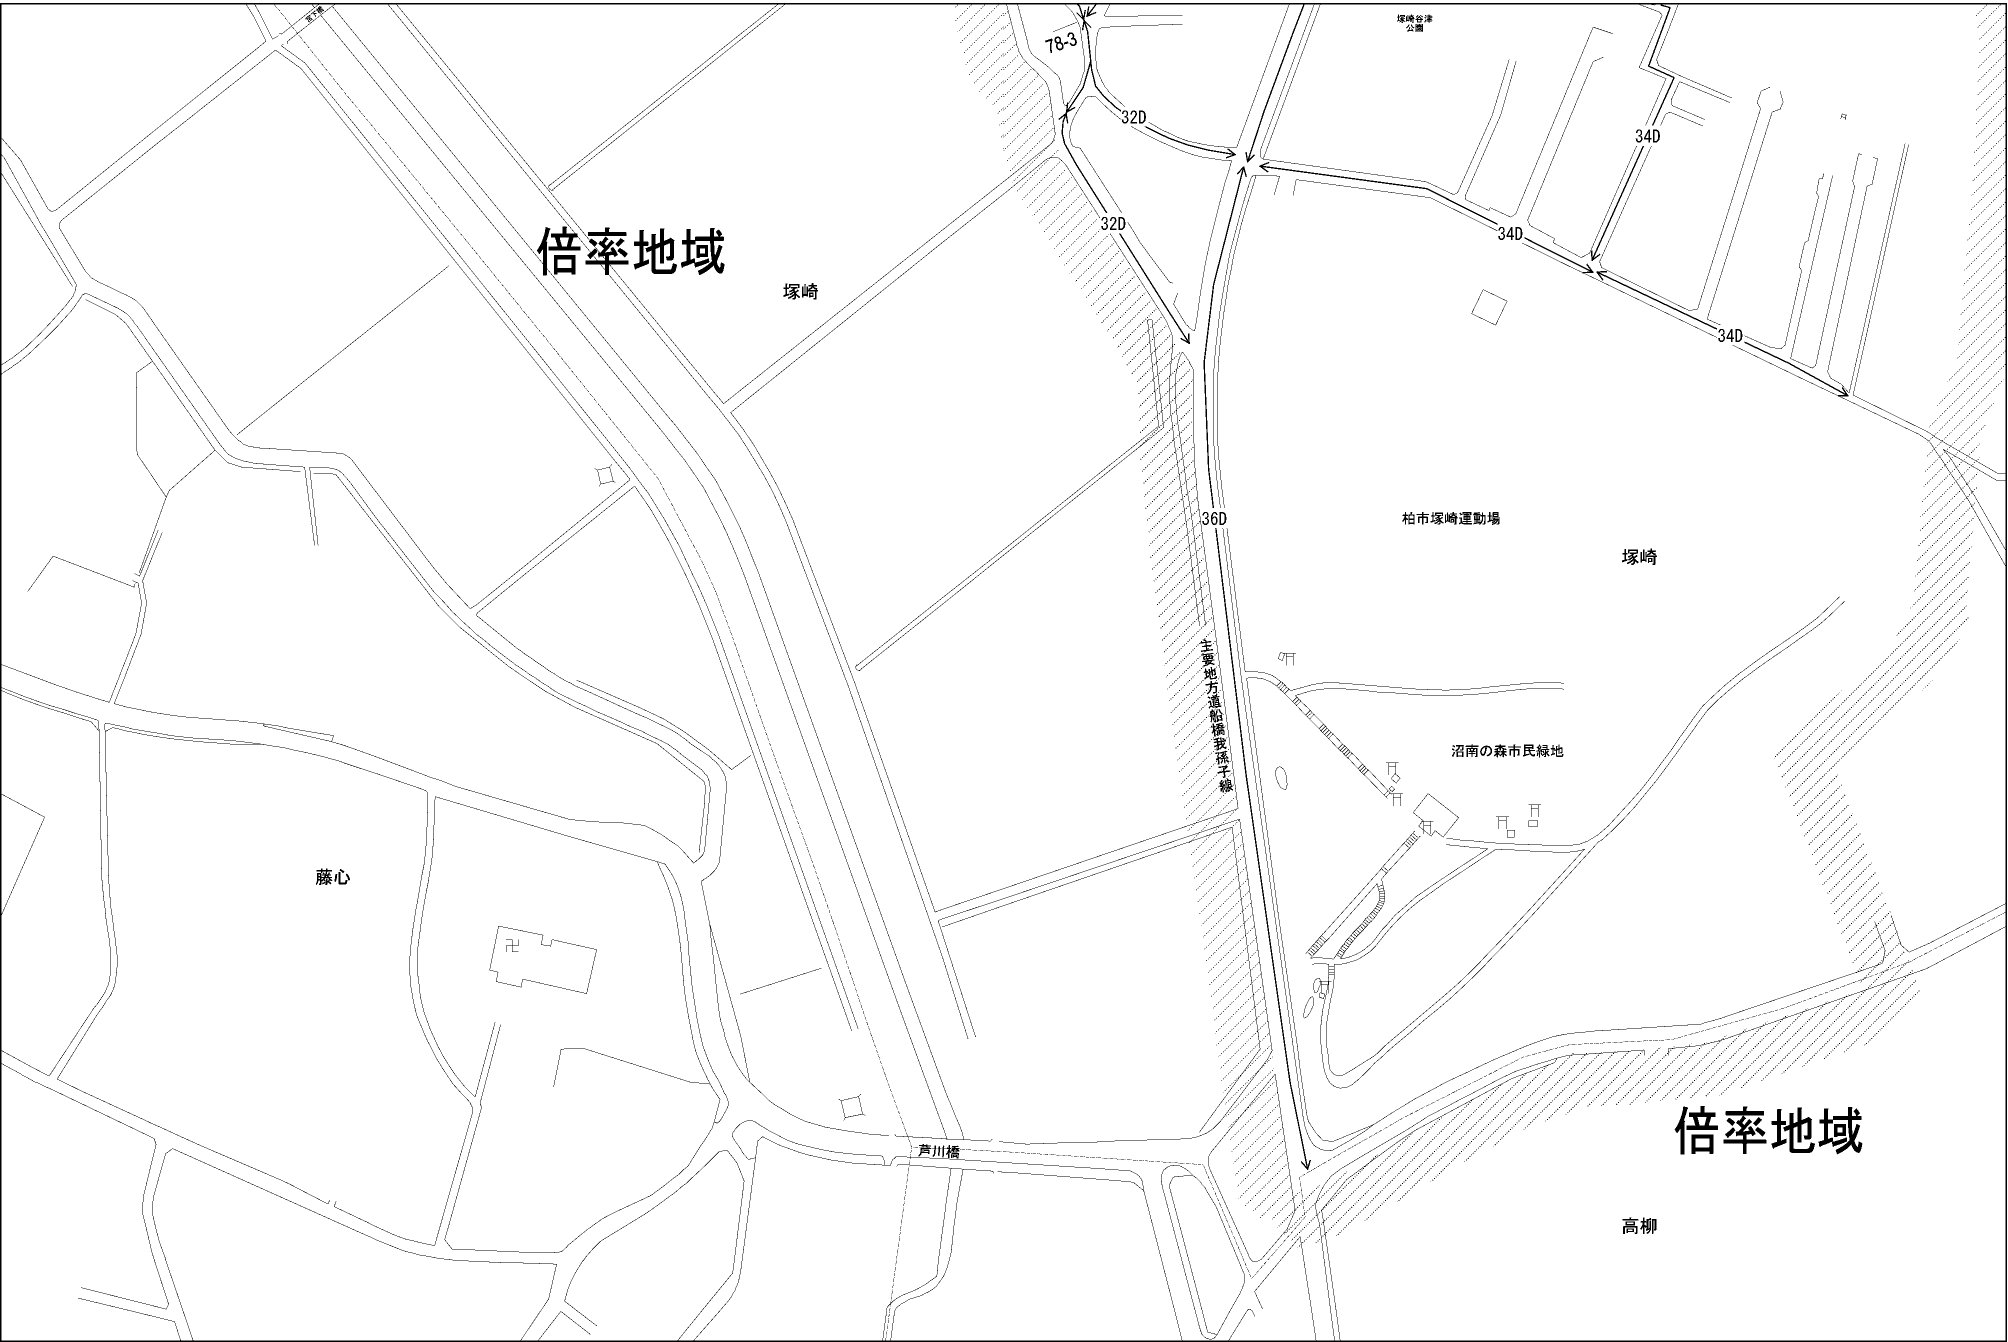 宮下橋
塚崎谷津
公園
78-3
32D
34D
32D
34D
倍率地域
塚崎
34D
36D
柏市塚崎運動場
塚崎
主要地方道船橋我孫子線
沼南の森市民緑地
藤心
倍率地域
芦川橋
高柳